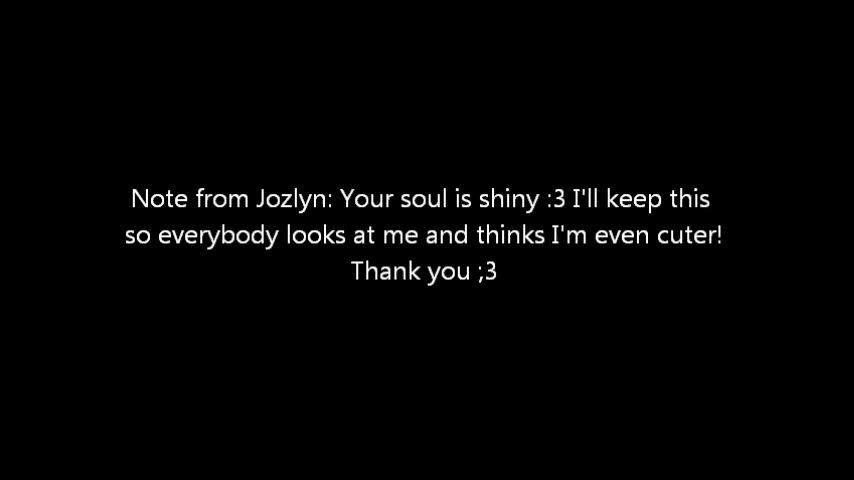 Note from Jozlyn: Your soul is shiny :3 I'll keep this
so everybody looks at me and thinks I'm even cuter!
Thank you ;3